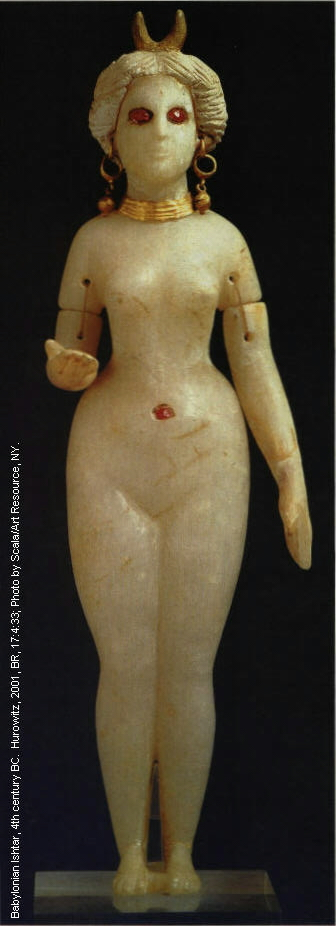 Babylonian Ishtar, 4th century BC. Hurowitz, 2001, BR, 17:4:33; Photo by Scala/Art Resource, NY.